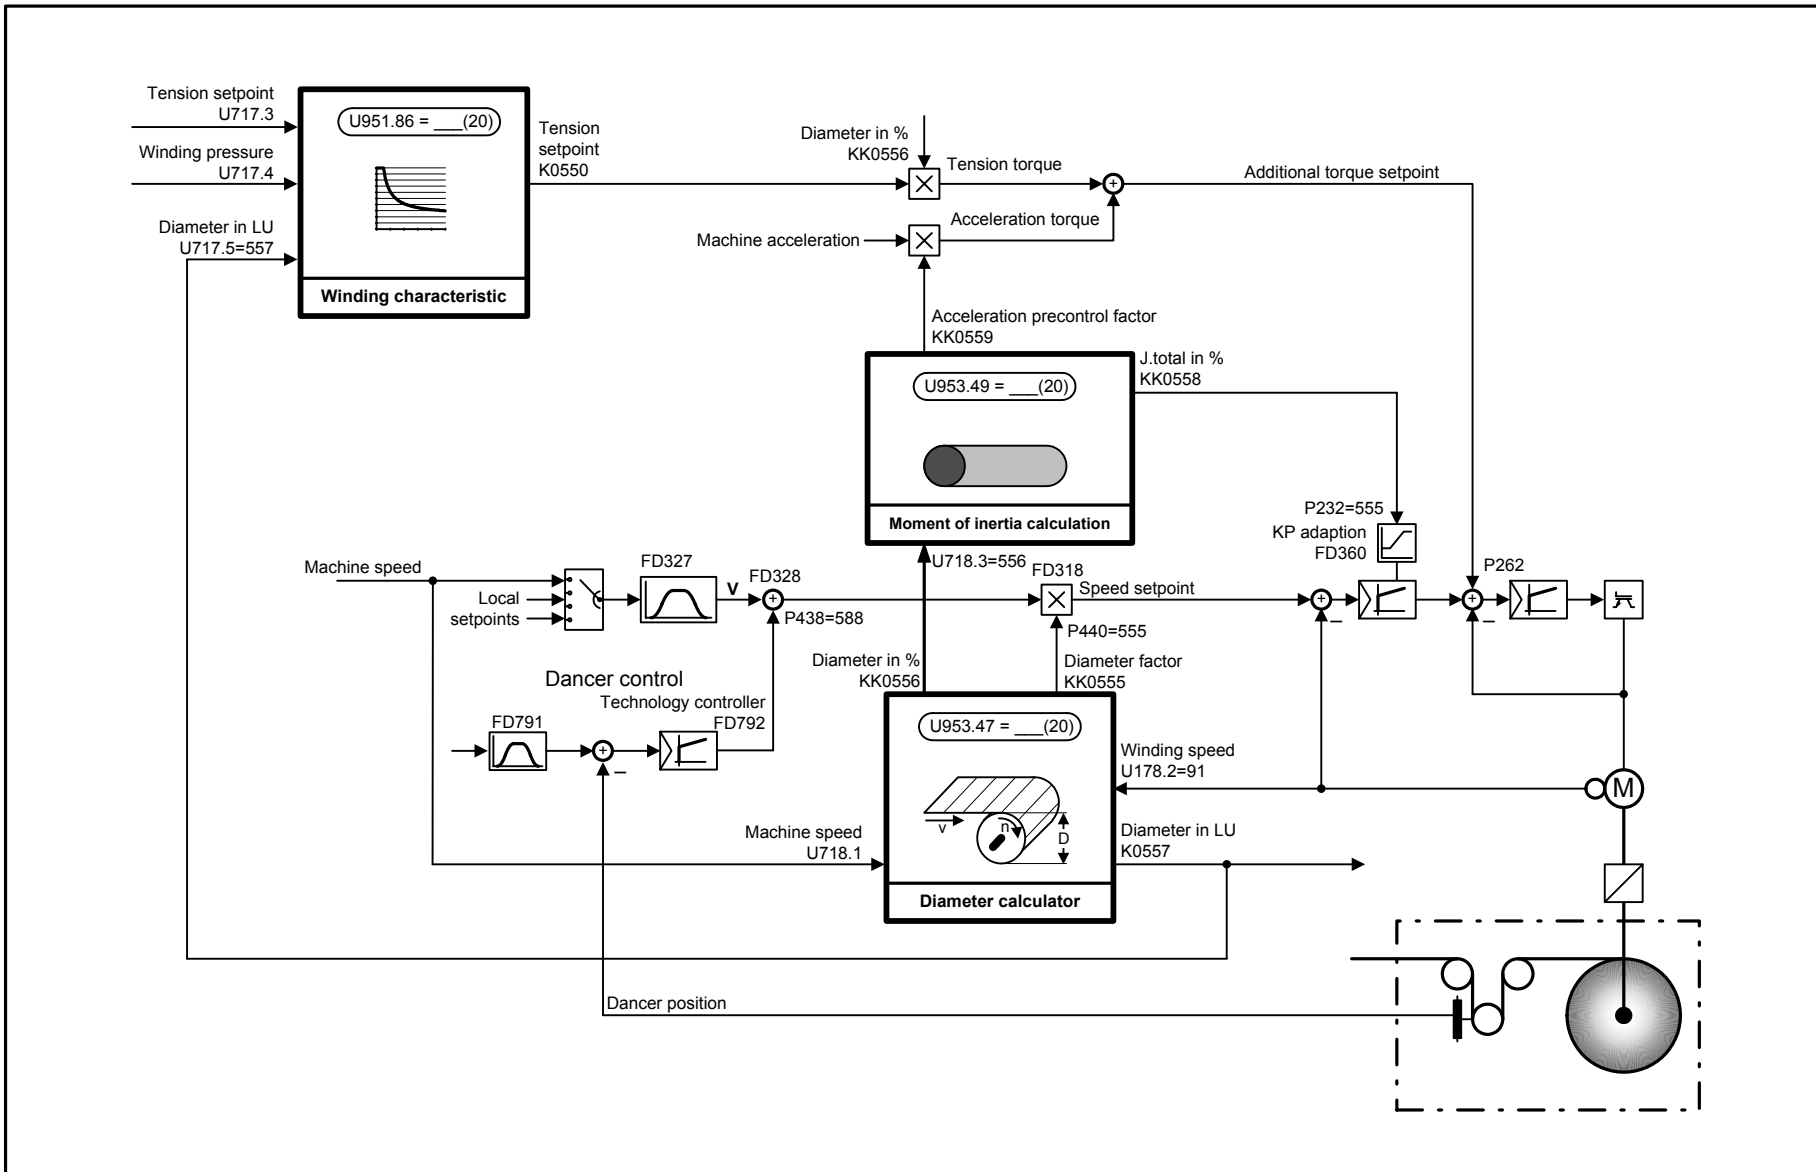 Tension setpoint
U717.3
Winding pressure
U717.4
Diameter in LU
U717.5=557
U951.86 = ___(20)
Winding characteristic
Tension
setpoint
K0550
Diameter in %
KK0556
Tension torque
Additional torque setpoint
Machine acceleration
Acceleration torque
Acceleration precontrol factor
KK0559
J.total in %
KK0558
U953.49 = ___(20)
Moment of inertia calculation
P232=555
KP adaption
FD360
P262
Machine speed
Local
setpoints
FD327
v
FD328
P438=588
U718.3=556
FD318
Speed setpoint
P440=555
Diameter in %
KK0556
Diameter factor
KK0555
Dancer control
Technology controller
FD792
FD791
U953.47 = ___(20)
v
n
D
Diameter calculator
Winding speed
U178.2=91
M
Machine speed
U718.1
Diameter in LU
K0557
Dancer position